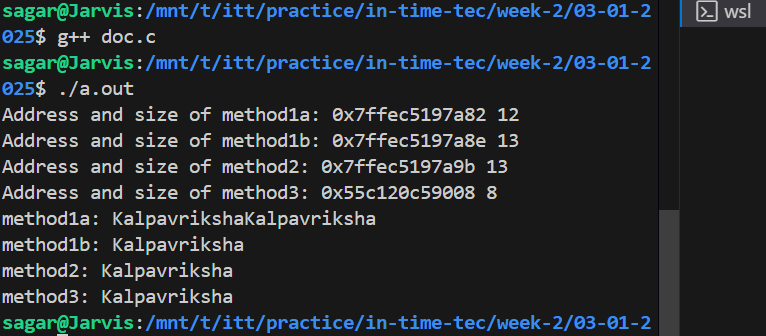 sagar@Jarvis:/mnt/t/itt/practice/in-time-tec/week-2/03-01-2
025$ g++ doc.c
sagar@Jarvis:/mnt/t/itt/practice/in-time-tec/week-2/03-01-2
025$ ./a.out
Address and size of method1a: 0x7ffec5197a82 12
Address and size of method1b: 0x7ffec5197a8e 13
Address and size of method2: 0x7ffec5197a9b 13
Address and size of method3: 0x55c120c59008 8
method1a: KalpavrikshaKalpavriksha
method1b: Kalpavriksha
method2: Kalpavriksha
method3: Kalpavriksha
sagar@Jarvis:/mnt/t/itt/practice/in-time-tec/week-2/03-01-2
wsl